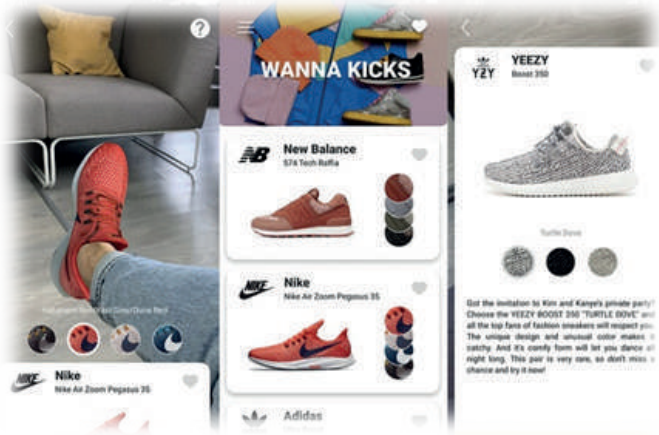 ?
Nike
Nike Air Zoom Pegasus 35
WANNA KICKS
NB
New Balance
574 Tech Raffia
NIKE
Nike
Nike Air Zoom Pegasus 35
Adidas
YZY
YEEZY
Boost 350
Turtle Dove
Got the invitation to Kim and Kanye's private party?
Choose the YEEZY BOOST 350 "TURTLE DOVE" and
all the top fans of fashion sneakers will respect you.
The unique design and unusual color makes it
catchy. And it's comfy form will let you dance all
night long. This pair is very rare, so don't miss a
chance and try it now!